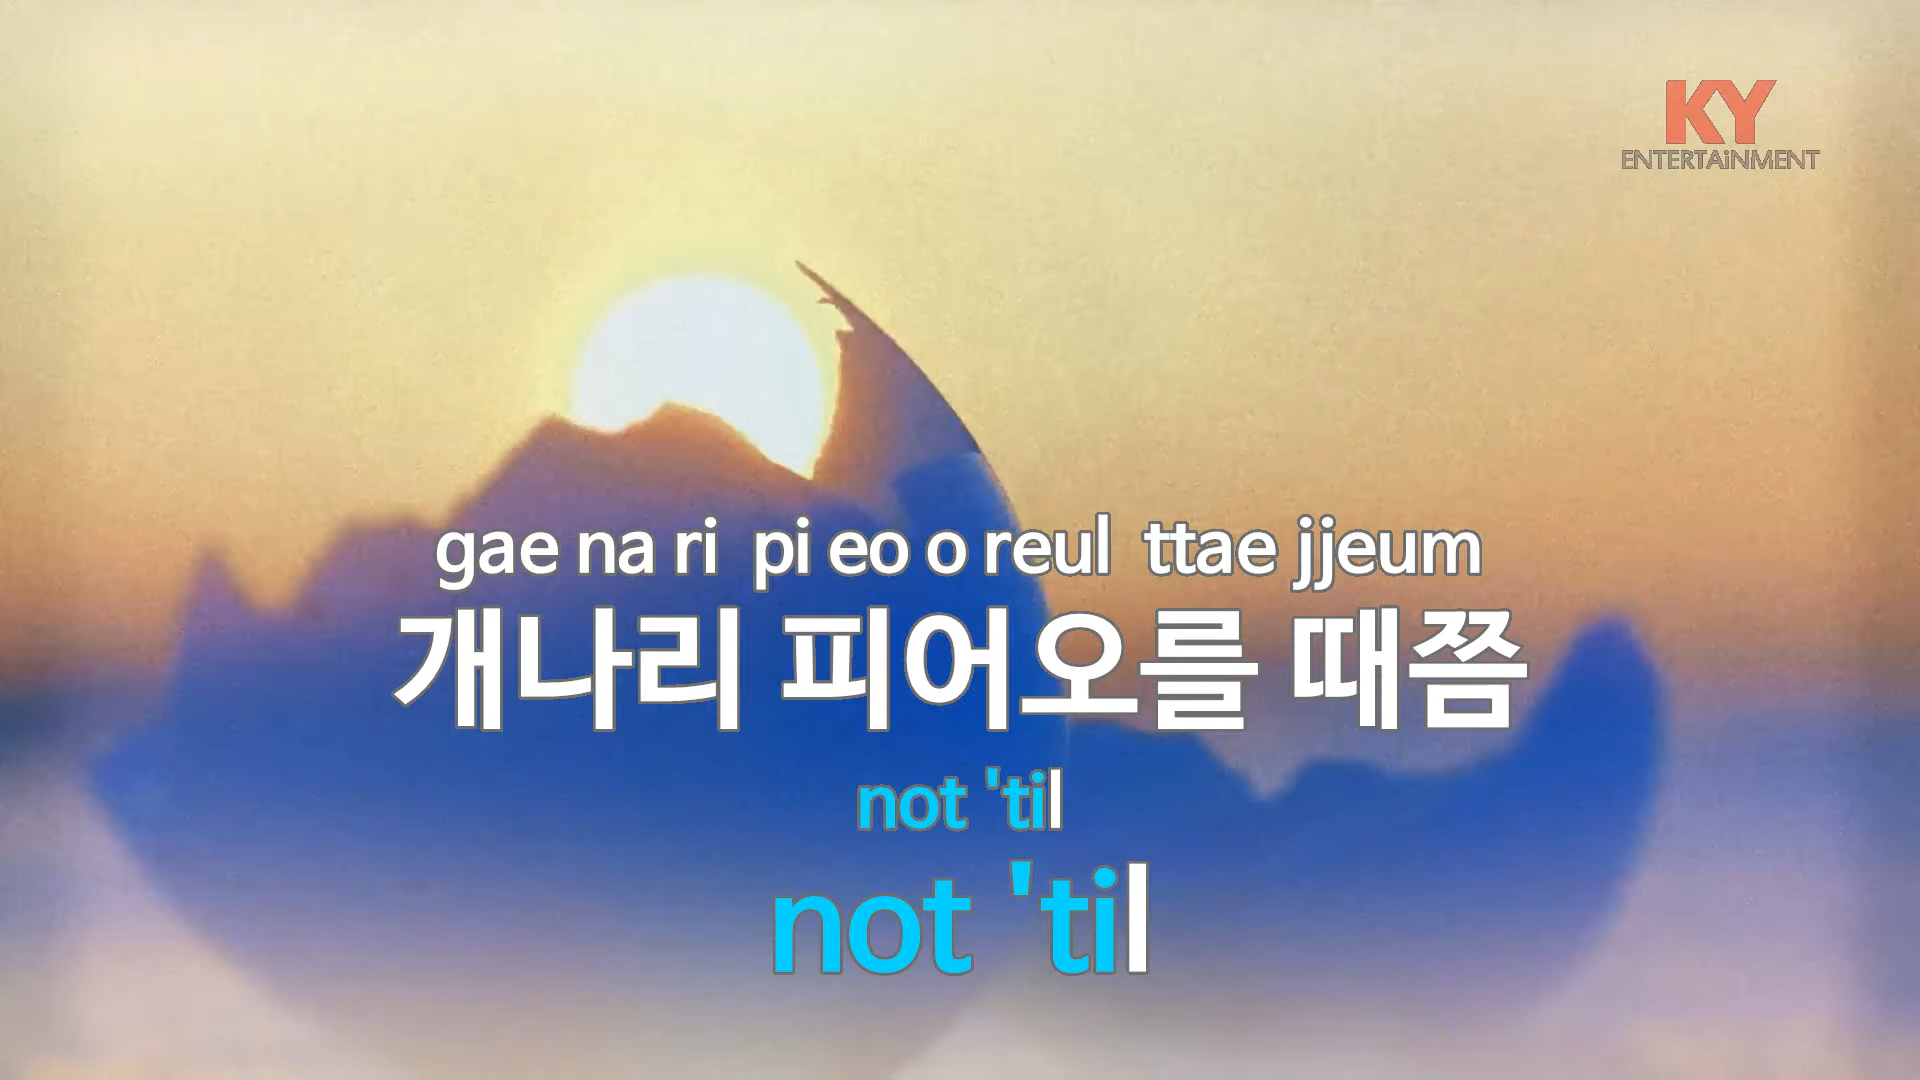 KY
ENTERTAiNMENT
gae na ri pi eo o reul ttae jjeum
개나리 피어오를 때쯤
not 'til
not 'til